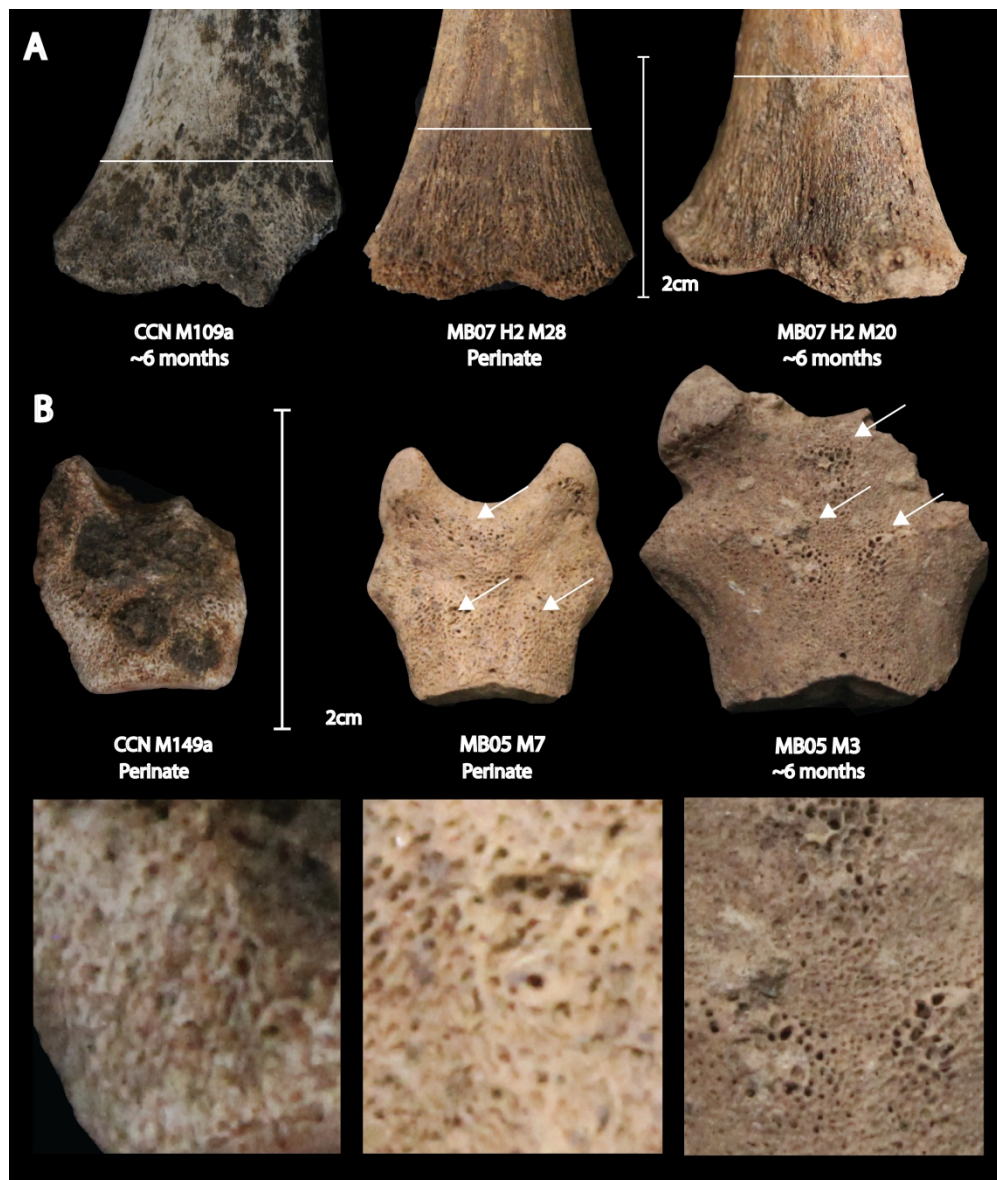 A
2cm
CCN M109a
~6 months
MB07 H2 M28
Perinate
MB07 H2 M20
~6 months
B
2cm
CCN M149a
Perinate
MB05 M7
Perinate
MB05 M3
~6 months